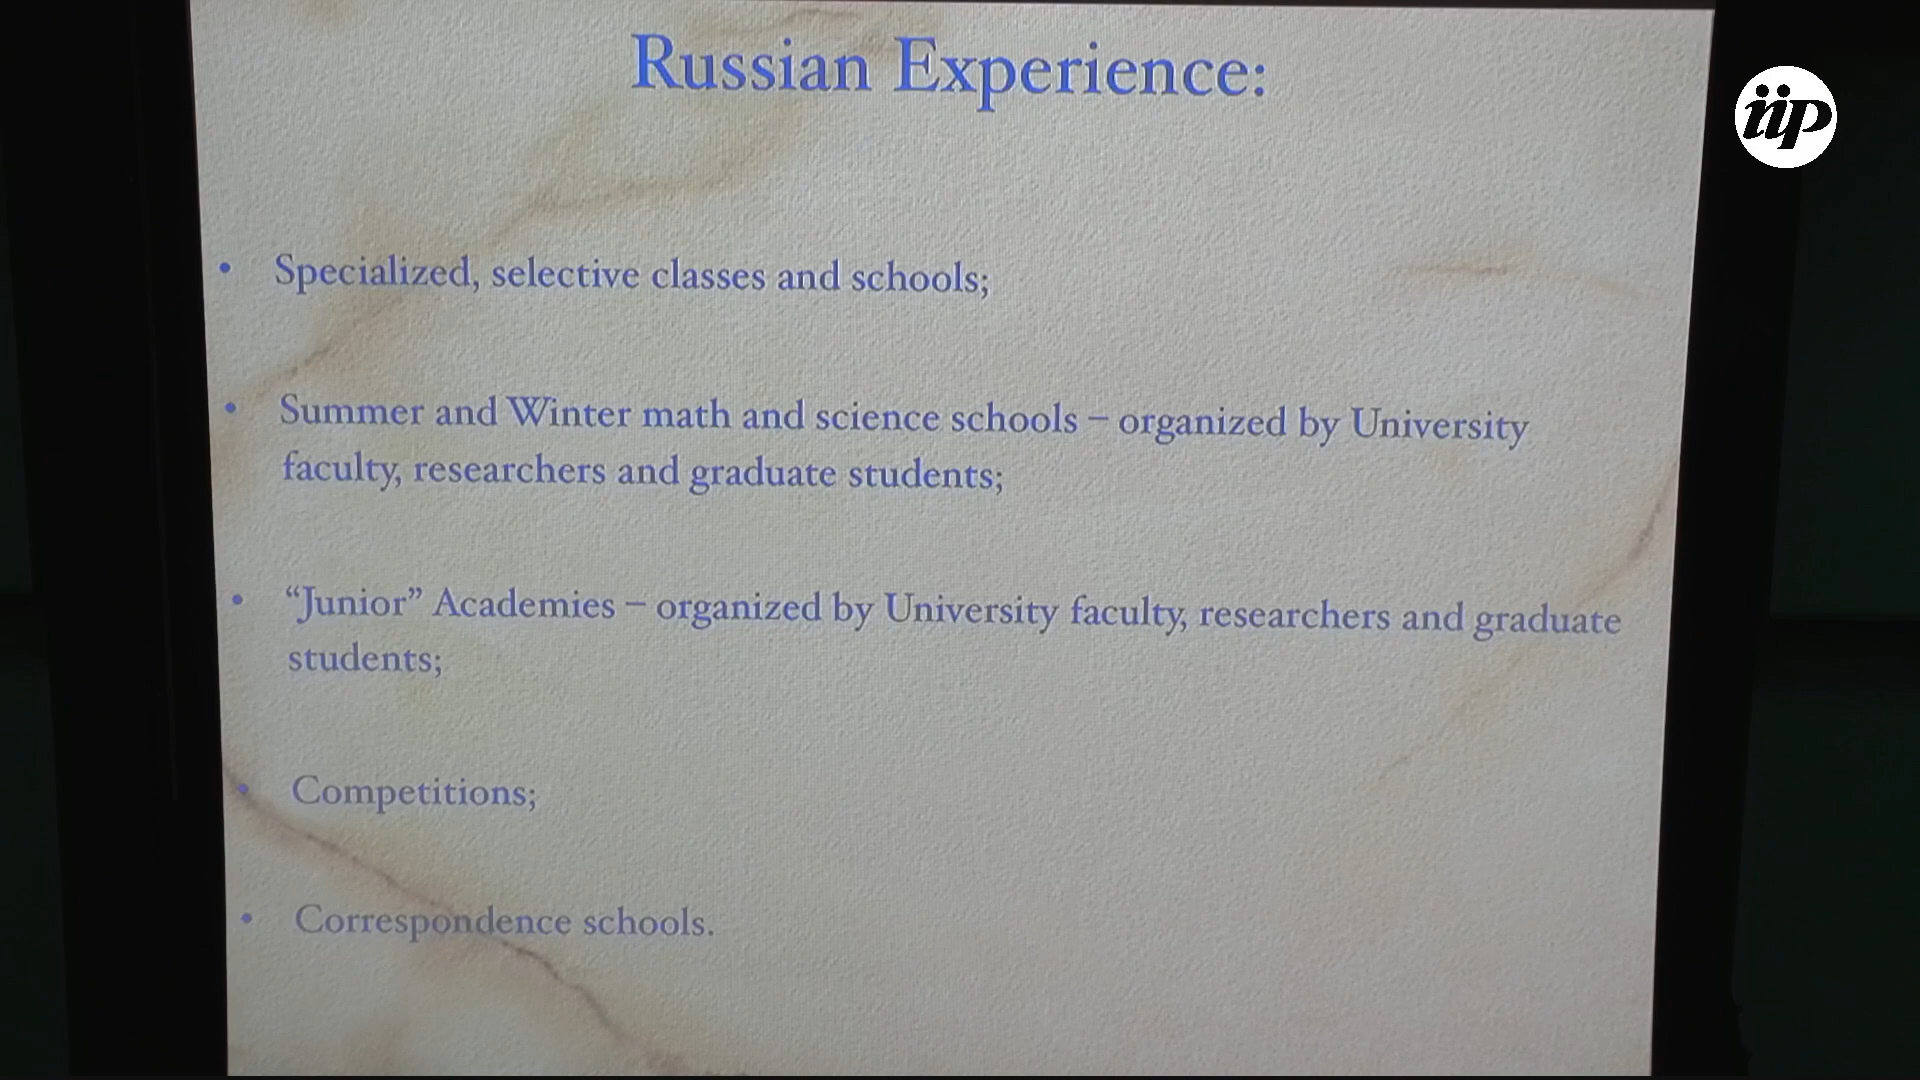 Russian Experience:
iip
• Specialized, selective classes and schools;
• Summer and Winter math and science schools – organized by University
faculty, researchers and graduate students;
• “Junior” Academies – organized by University faculty, researchers and graduate
students;
• Competitions;
• Correspondence schools.